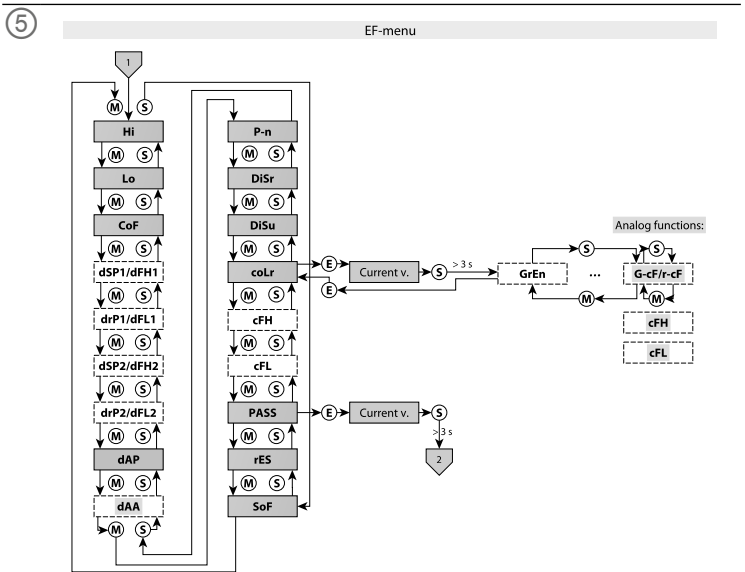 5
EF-menu
1
M S
Hi
M S
Lo
M S
CoF
M S
dSP1/dFH1
M S
drP1/dFL1
M S
dSP2/dFH2
M S
drP2/dFL2
M S
dAP
M S
dAA
M S
P-n
M S
DiSr
M S
DiSu
M S
coLr
M S
cFH
M S
cFL
M S
PASS
M S
rES
M S
SoF
E
Current v.
S
> 3 s
E
GrEn
S
...
M
Analog functions:
S
G-cF/r-cF
M
cFH
cFL
E
Current v.
S
> 3 s
2